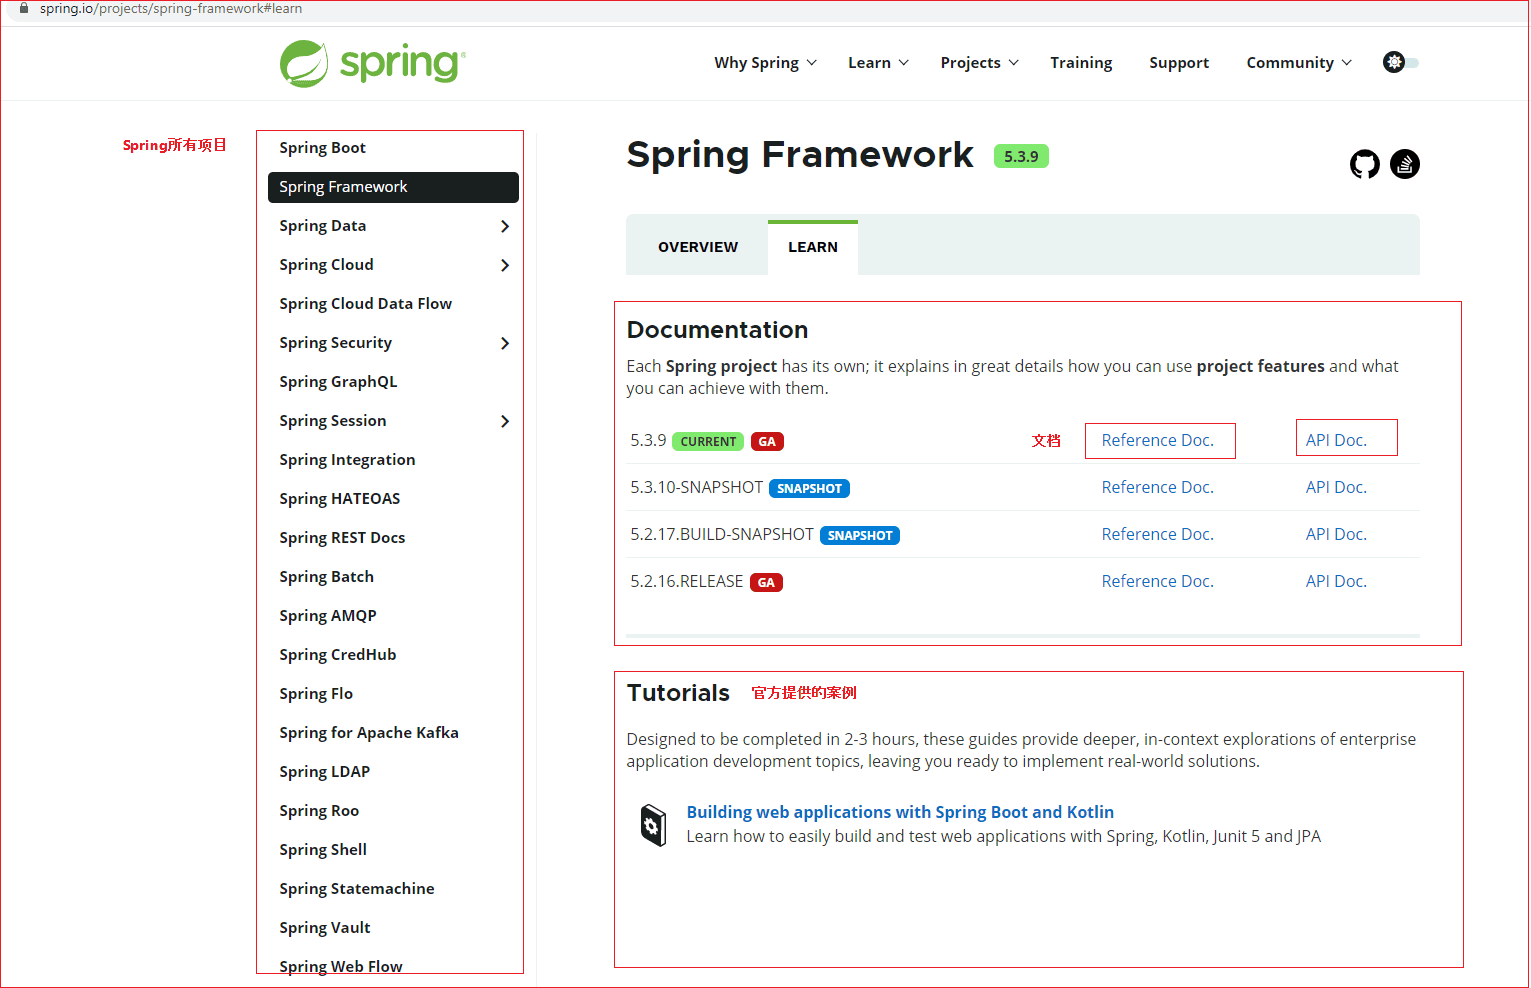 spring.io/projects/spring-framework#learn
spring
Why Spring
Learn
Projects
Training
Support
Community
Spring所有项目
Spring Boot
Spring Framework
Spring Data
Spring Cloud
Spring Cloud Data Flow
Spring Security
Spring GraphQL
Spring Session
Spring Integration
Spring HATEOAS
Spring REST Docs
Spring Batch
Spring AMQP
Spring CredHub
Spring Flo
Spring for Apache Kafka
Spring LDAP
Spring Roo
Spring Shell
Spring Statemachine
Spring Vault
Spring Web Flow
Spring Framework 5.3.9
OVERVIEW LEARN
Documentation
Each Spring project has its own; it explains in great details how you can use project features and what
you can achieve with them.
5.3.9 CURRENT GA 文档 Reference Doc. API Doc.
5.3.10-SNAPSHOT SNAPSHOT Reference Doc. API Doc.
5.2.17.BUILD-SNAPSHOT SNAPSHOT Reference Doc. API Doc.
5.2.16.RELEASE GA Reference Doc. API Doc.
Tutorials 官方提供的案例
Designed to be completed in 2-3 hours, these guides provide deeper, in-context explorations of enterprise
application development topics, leaving you ready to implement real-world solutions.
Building web applications with Spring Boot and Kotlin
Learn how to easily build and test web applications with Spring, Kotlin, Junit 5 and JPA